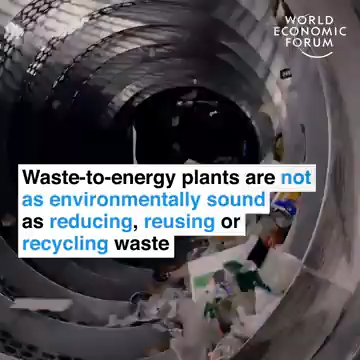 WORLD
ECONOMIC
FORUM
Waste-to-energy plants are not
as environmentally sound
as reducing, reusing or
recycling waste